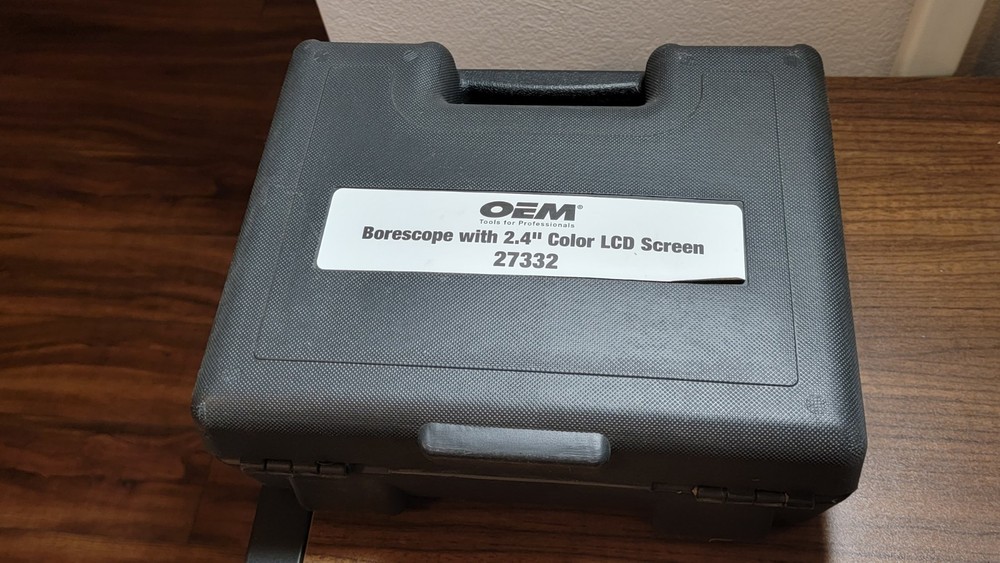 OEM®
Tools for Professionals
Borescope with 2.4" Color LCD Screen
27332